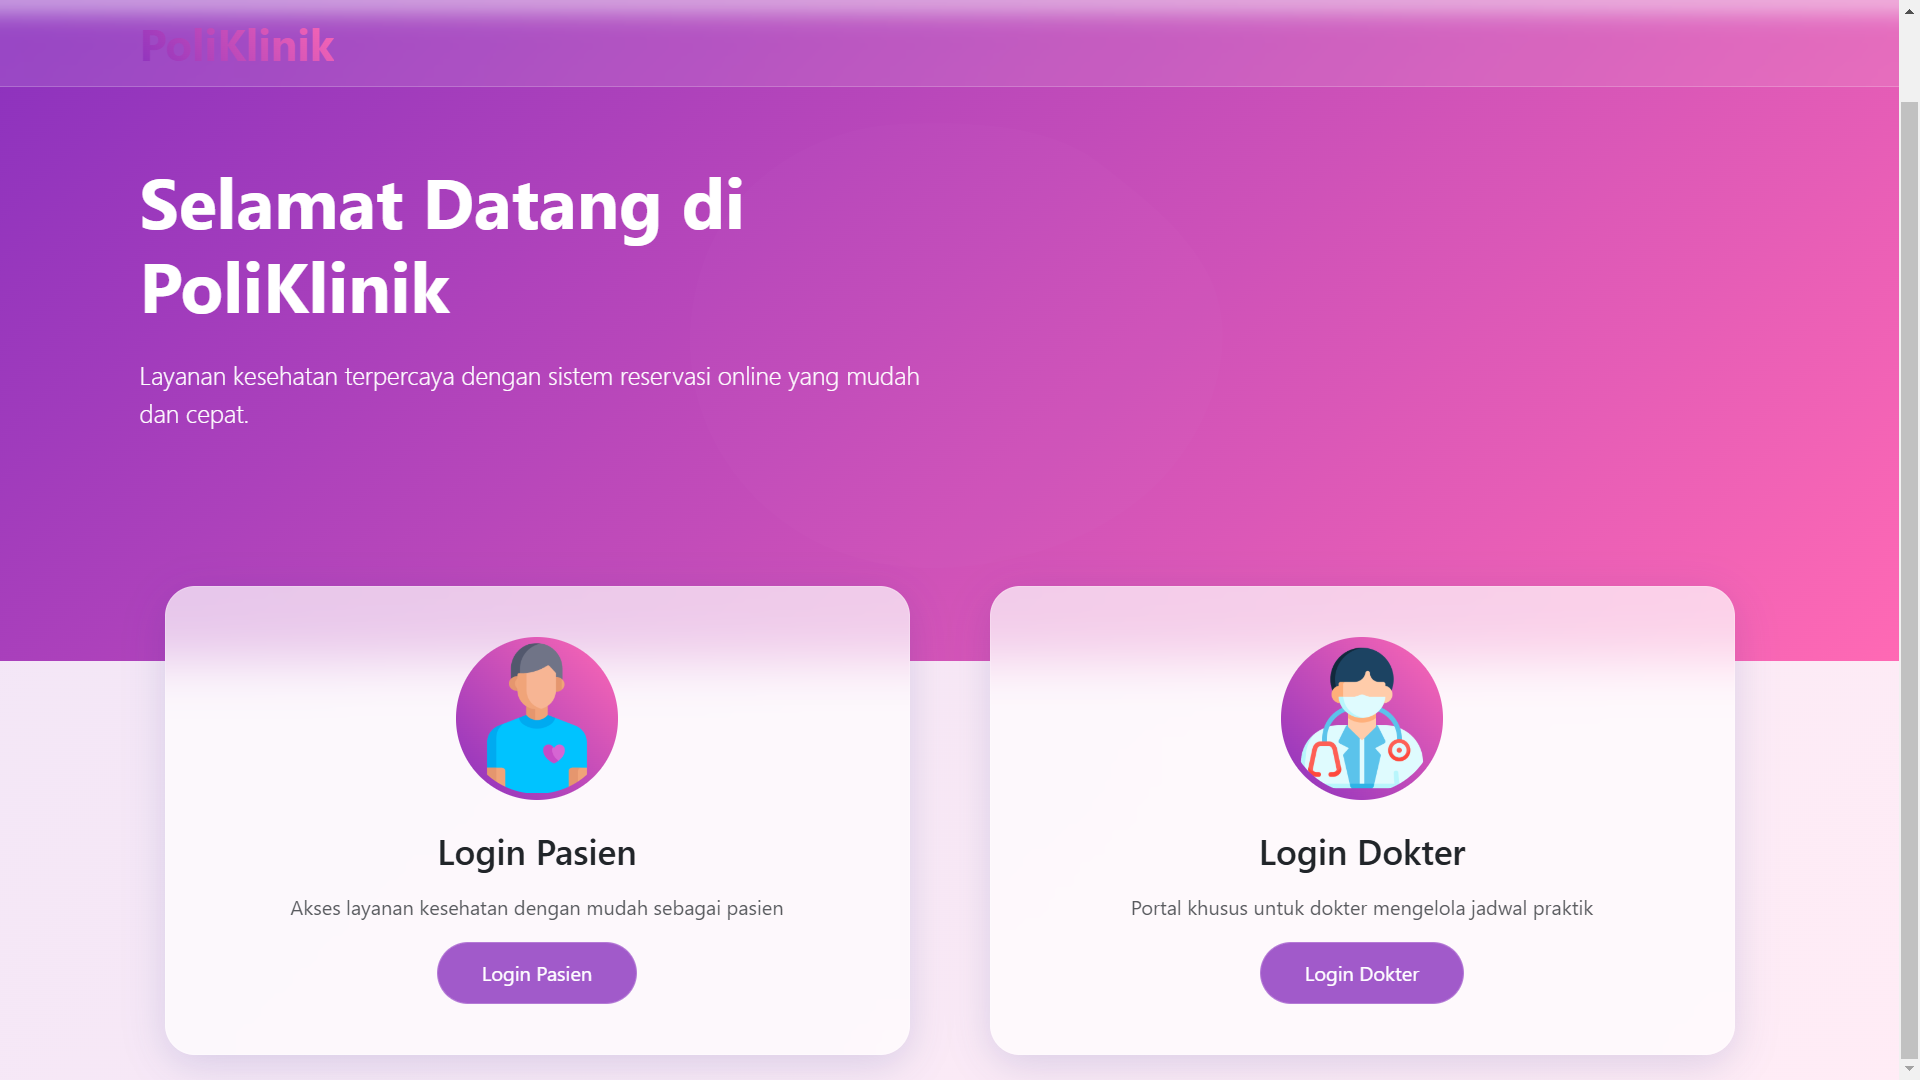 PoliKlinik
Selamat Datang di
PoliKlinik
Layanan kesehatan terpercaya dengan sistem reservasi online yang mudah
dan cepat.
Login Pasien
Akses layanan kesehatan dengan mudah sebagai pasien
Login Pasien
Login Dokter
Portal khusus untuk dokter mengelola jadwal praktik
Login Dokter